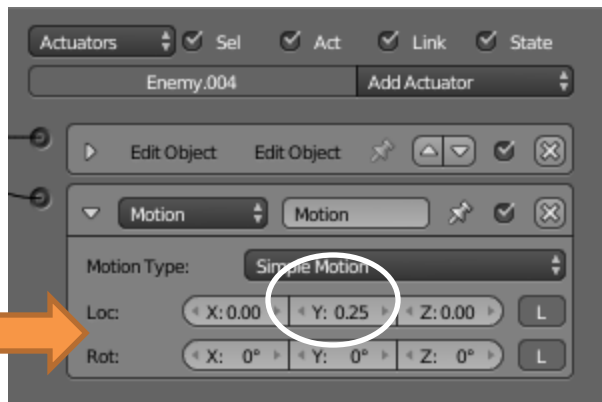 Actuators Sel Act Link State
Enemy.004 Add Actuator
Edit Object Edit Object
Motion Motion
Motion Type: Simple Motion
Loc: X: 0.00 Y: 0.25 Z: 0.00 L
Rot: X: 0° Y: 0° Z: 0° L